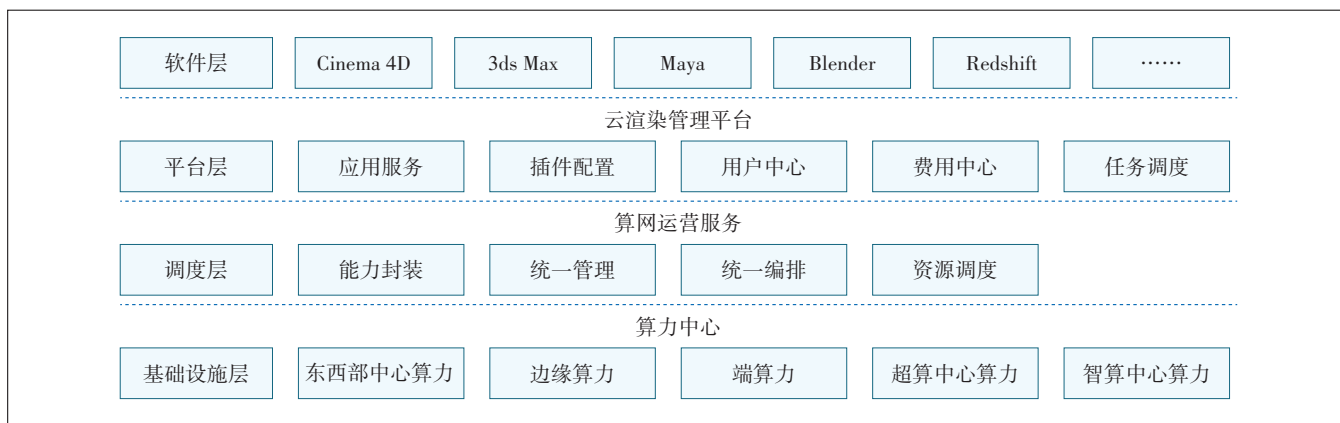 软件层 Cinema 4D 3ds Max Maya Blender Redshift ……
云渲染管理平台
平台层 应用服务 插件配置 用户中心 费用中心 任务调度
算网运营服务
调度层 能力封装 统一管理 统一编排 资源调度
算力中心
基础设施层 东西部中心算力 边缘算力 端算力 超算中心算力 智算中心算力